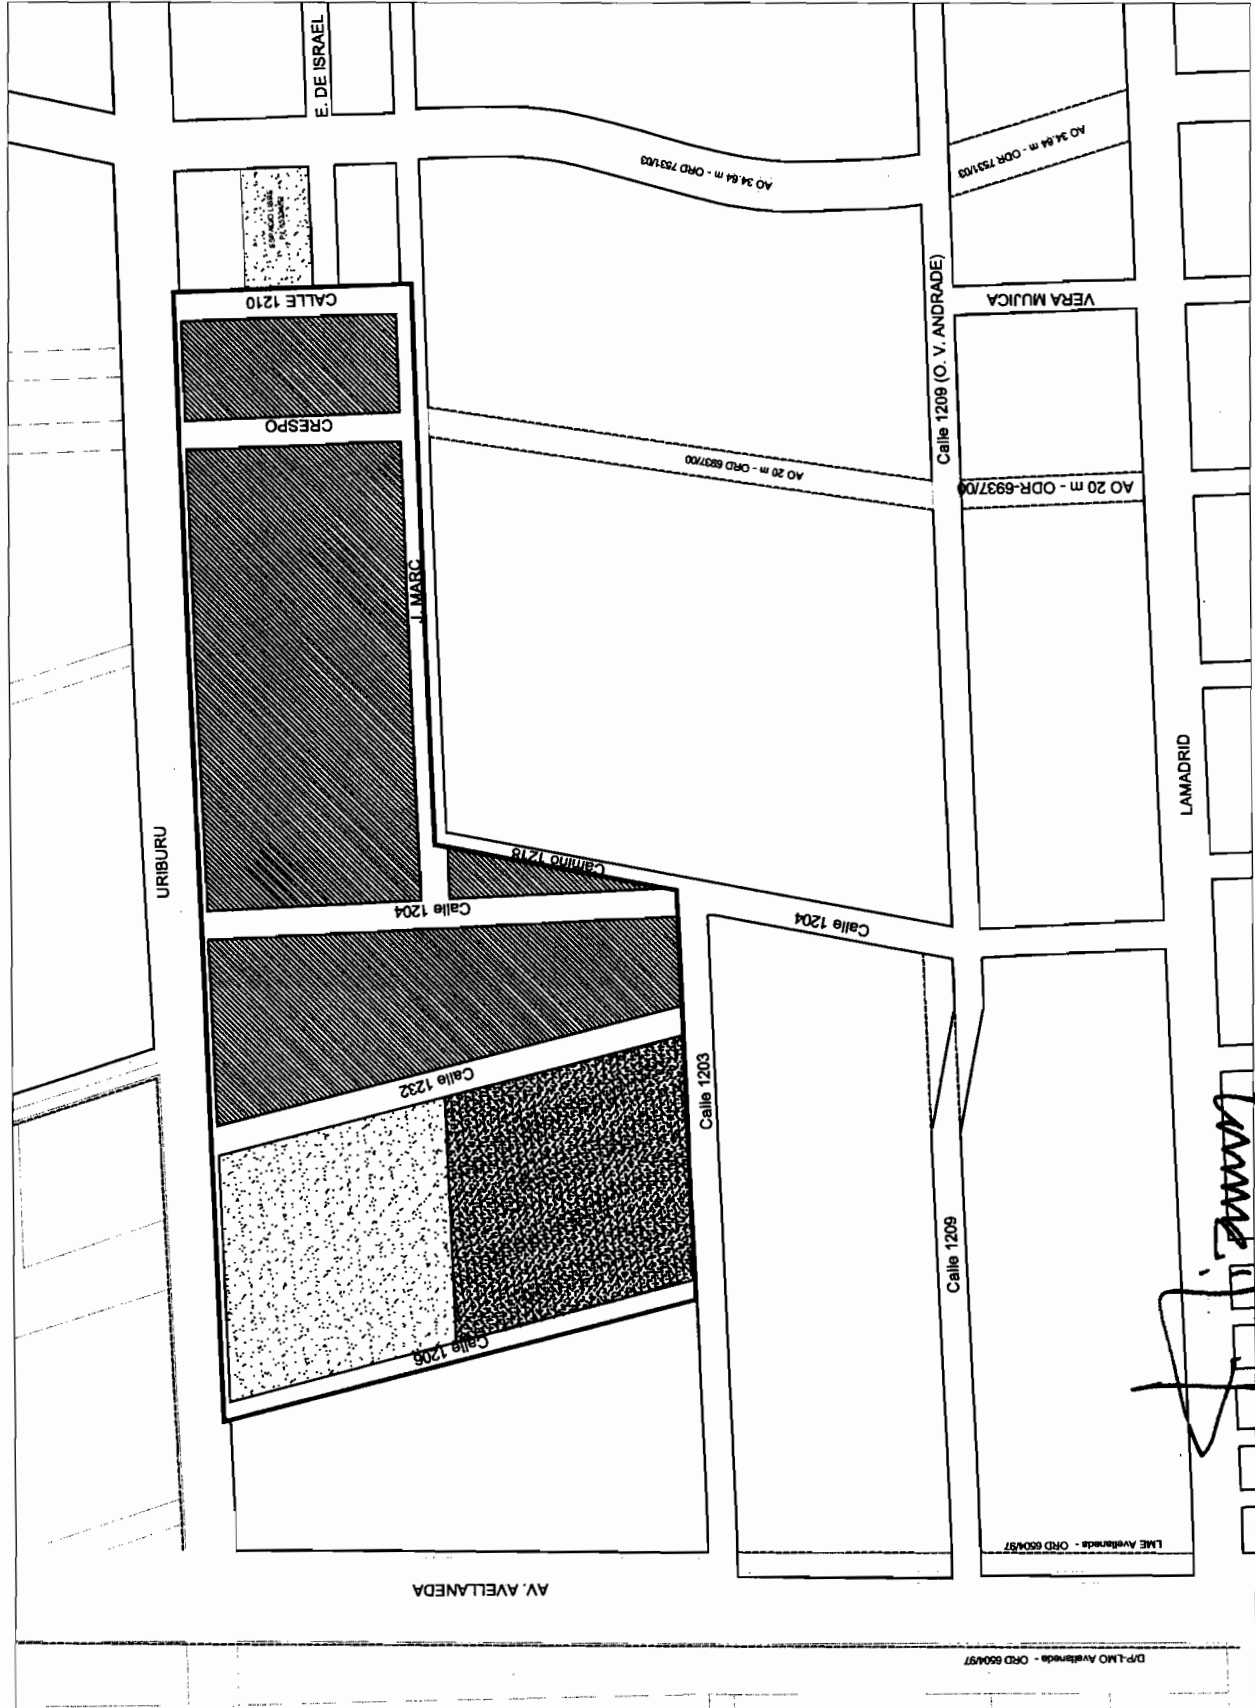 E. DE ISRAEL
AO 34.64 m - ORD 7531/03
AO 34.64 m - ODR 7531/03
ESPACIO LIBRE
CALLE 1210
Calle 1209 (O. V. ANDRADE)
VERA MUJICA
CRESPO
AO 20 m - ORD 6937/00
AO 20 m - ODR-6937/00
J. MARC
LAMADRID
URIBURU
Camino 1218
Calle 1204
Calle 1204
Calle 1232
Calle 1203
Calle 1209
Calle 1206
LME Avellaneda - ORD 6504/97
AV. AVELLANEDA
D/P-LMO Avellaneda - ORD 6504/97